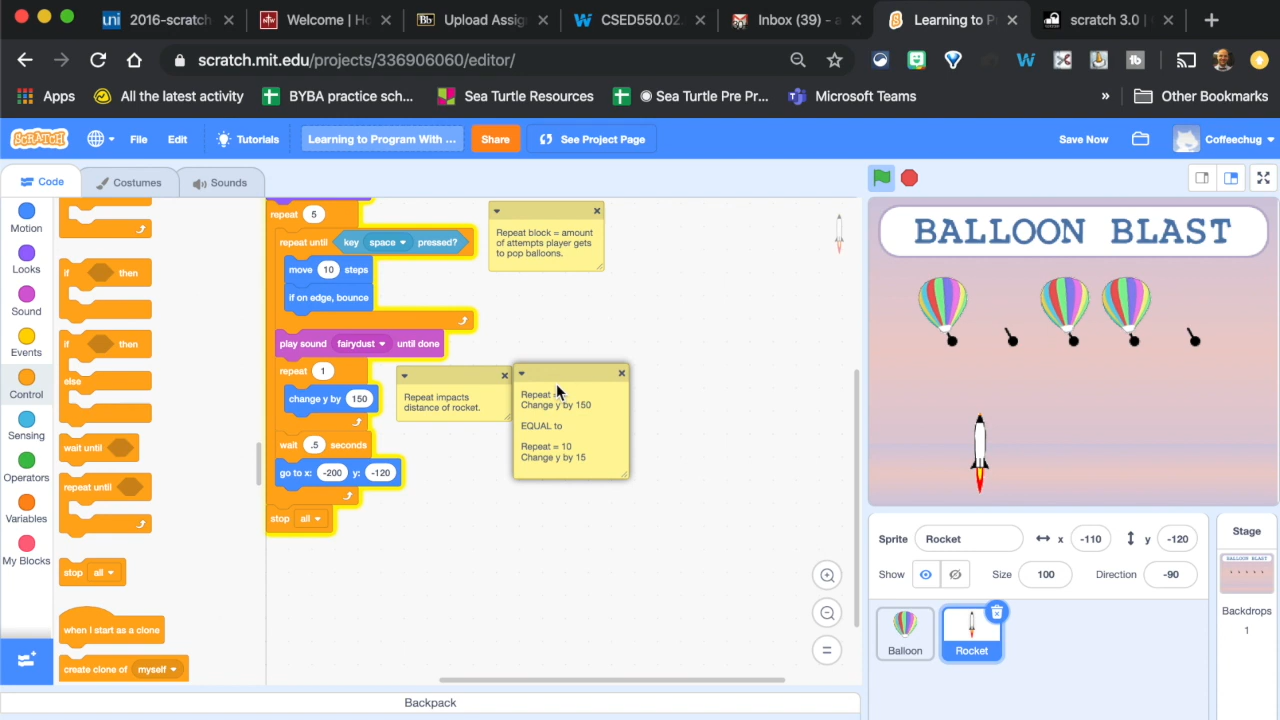 2016-scratch
Welcome | Ho
Upload Assig
CSED550.02
Inbox (39) - a
Learning to P
scratch 3.0 |
scratch.mit.edu/projects/336906060/editor/
Apps
All the latest activity
BYBA practice sch...
Sea Turtle Resources
Sea Turtle Pre Pr...
Microsoft Teams
»
Other Bookmarks
SCRATCH
File
Edit
Tutorials
Learning to Program With ...
Share
See Project Page
Save Now
Coffeechug
Code
Costumes
Sounds
Motion
Looks
Sound
Events
Control
Sensing
Operators
Variables
My Blocks
if then
if then
else
wait until
repeat until
stop all
when I start as a clone
create clone of myself
repeat 5
repeat until key space pressed?
move 10 steps
if on edge, bounce
play sound fairydust until done
repeat 1
change y by 150
wait .5 seconds
go to x: -200 y: -120
stop all
Repeat block = amount
of attempts player gets
to pop balloons.
Repeat impacts
distance of rocket.
Repeat
Change y by 150
EQUAL to
Repeat = 10
Change y by 15
Backpack
BALLOON BLAST
Sprite
Rocket
x
-110
y
-120
Show
Size
100
Direction
-90
Balloon
Rocket
Stage
BALLOON BLAST
Backdrops
1